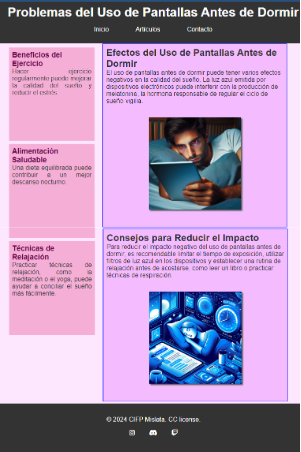 Problemas del Uso de Pantallas Antes de Dormir
Inicio Artículos Contacto
Beneficios del
Ejercicio
Hacer ejercicio
regularmente puede mejorar
la calidad del sueño y
reducir el estrés.
Alimentación
Saludable
Una dieta equilibrada puede
contribuir a un mejor
descanso nocturno.
Técnicas de
Relajación
Practicar técnicas de
relajación, como la
meditación o el yoga, puede
ayudar a conciliar el sueño
más fácilmente.
Efectos del Uso de Pantallas Antes de
Dormir
El uso de pantallas antes de dormir puede tener varios efectos
negativos en la calidad del sueño. La luz azul emitida por
dispositivos electrónicos puede interferir con la producción de
melatonina, la hormona responsable de regular el ciclo de
sueño-vigilia.
Consejos para Reducir el Impacto
Para reducir el impacto negativo del uso de pantallas antes de
dormir, es recomendable limitar el tiempo de exposición, utilizar
filtros de luz azul en los dispositivos y establecer una rutina de
relajación antes de acostarse, como leer un libro o practicar
técnicas de respiración.
© 2024 CIFP Mislata. CC license.